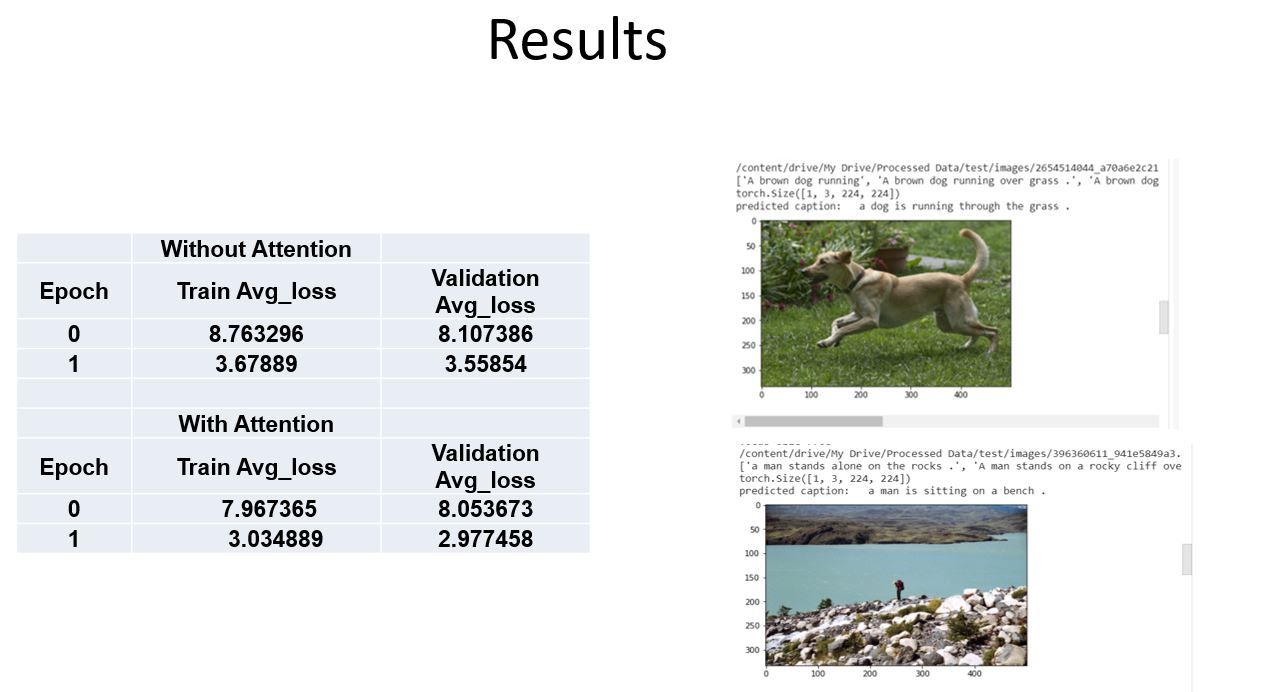 Results
Without Attention
Epoch Train Avg_loss Validation Avg_loss
0 8.763296 8.107386
1 3.67889 3.55854
With Attention
Epoch Train Avg_loss Validation Avg_loss
0 7.967365 8.053673
1 3.034889 2.977458
/content/drive/My Drive/Processed Data/test/images/2654514044_a70a6e2c21
['A brown dog running', 'A brown dog running over grass .', 'A brown dog
torch.Size([1, 3, 224, 224])
predicted caption: a dog is running through the grass .
0
50
100
150
200
250
300
0 100 200 300 400
/content/drive/My Drive/Processed Data/test/images/396360611_941e5849a3.
['a man stands alone on the rocks .', 'A man stands on a rocky cliff ove
torch.Size([1, 3, 224, 224])
predicted caption: a man is sitting on a bench .
0
50
100
150
200
250
300
0 100 200 300 400